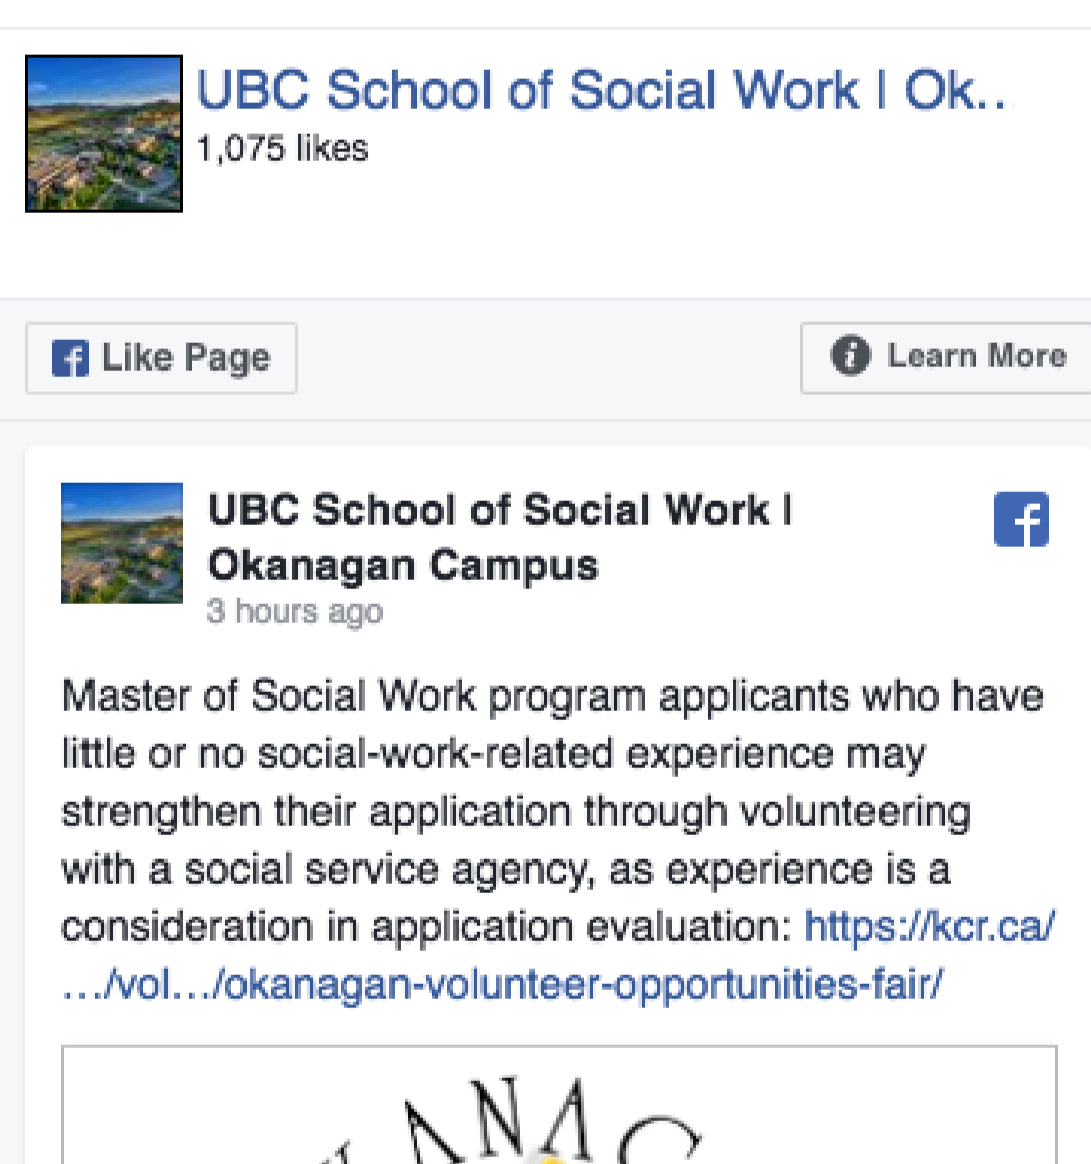 UBC School of Social Work | Ok...
1,075 likes
Like Page
Learn More
UBC School of Social Work |
Okanagan Campus
3 hours ago
Master of Social Work program applicants who have
little or no social-work-related experience may
strengthen their application through volunteering
with a social service agency, as experience is a
consideration in application evaluation: https://kcr.ca/
.../vol.../okanagan-volunteer-opportunities-fair/